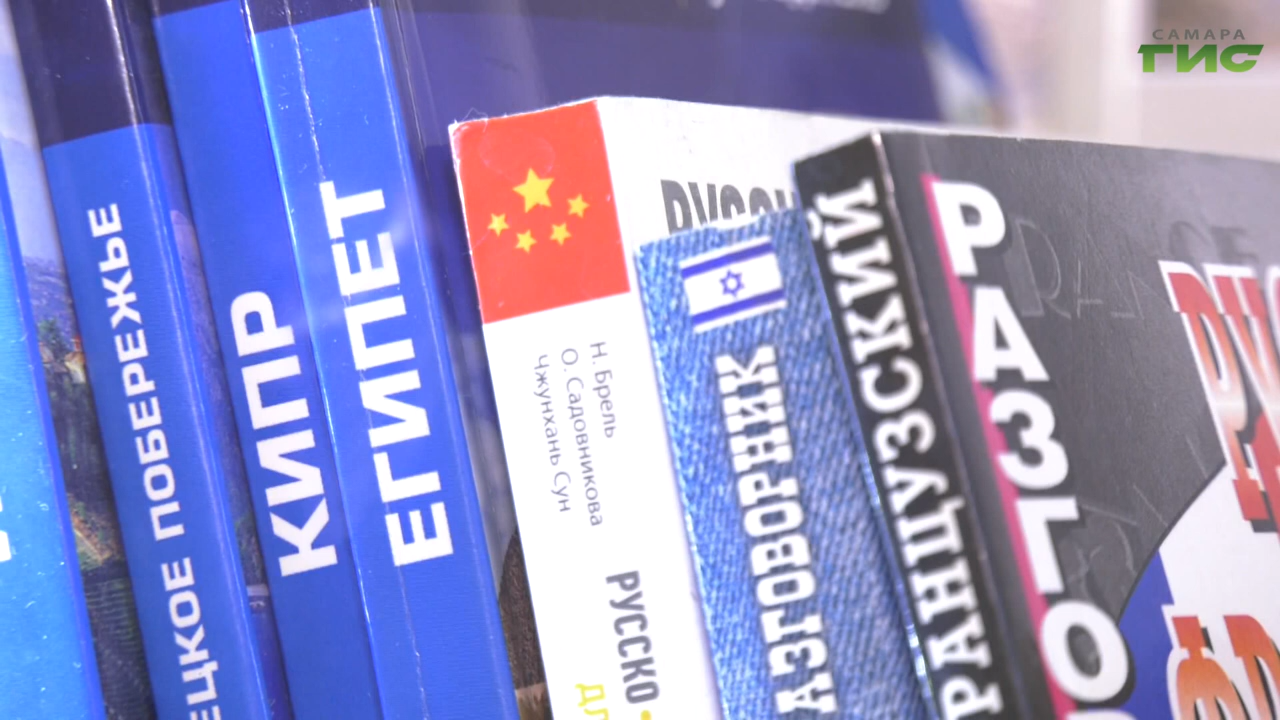 САМАРА
ГИС
ЕЦКОЕ ПОБЕРЕЖЬЕ
КИПР
ЕГИПЕТ
Н. Брель
О. Садовникова
Чжунхань Сун
РУССКО
АЗГОВОРНИК
РАНЦУЗСКИЙ
РАЗГО